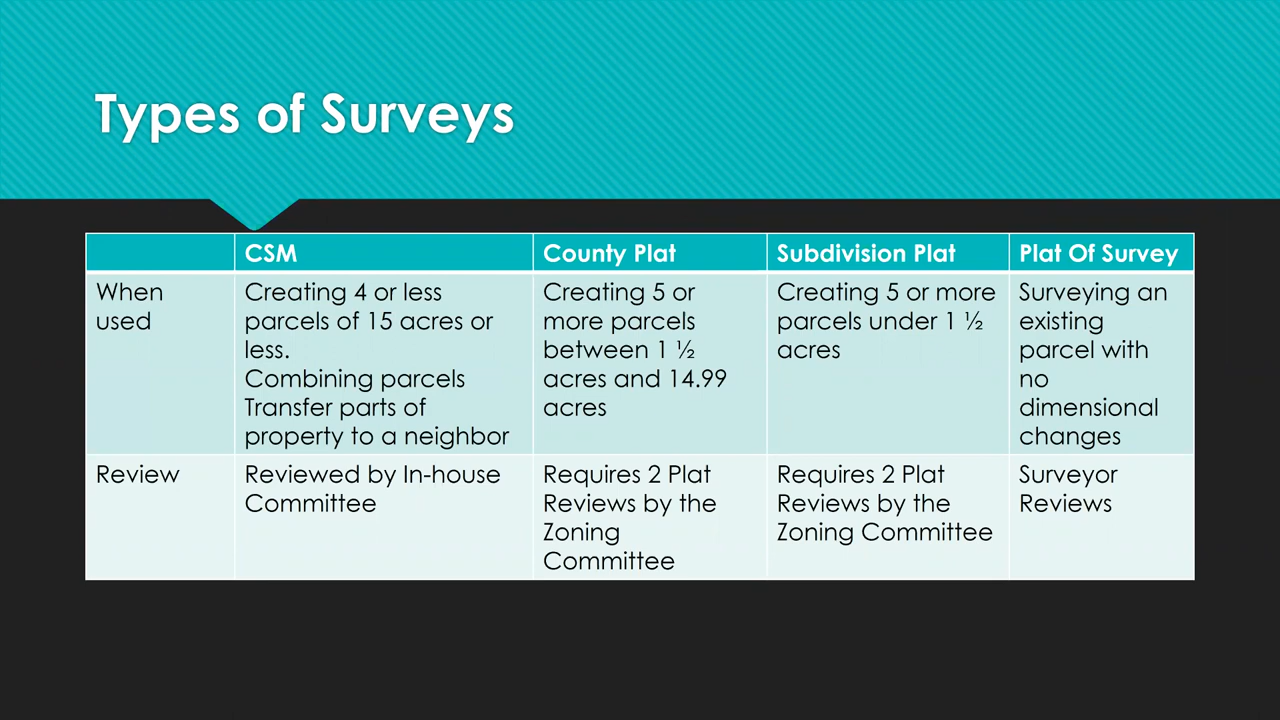 Types of Surveys
CSM
County Plat
Subdivision Plat
Plat Of Survey
When
used
Creating 4 or less
parcels of 15 acres or
less.
Combining parcels
Transfer parts of
property to a neighbor
Creating 5 or
more parcels
between 1 ½
acres and 14.99
acres
Creating 5 or more
parcels under 1 ½
acres
Surveying an
existing
parcel with
no
dimensional
changes
Review
Reviewed by In-house
Committee
Requires 2 Plat
Reviews by the
Zoning
Committee
Requires 2 Plat
Reviews by the
Zoning Committee
Surveyor
Reviews